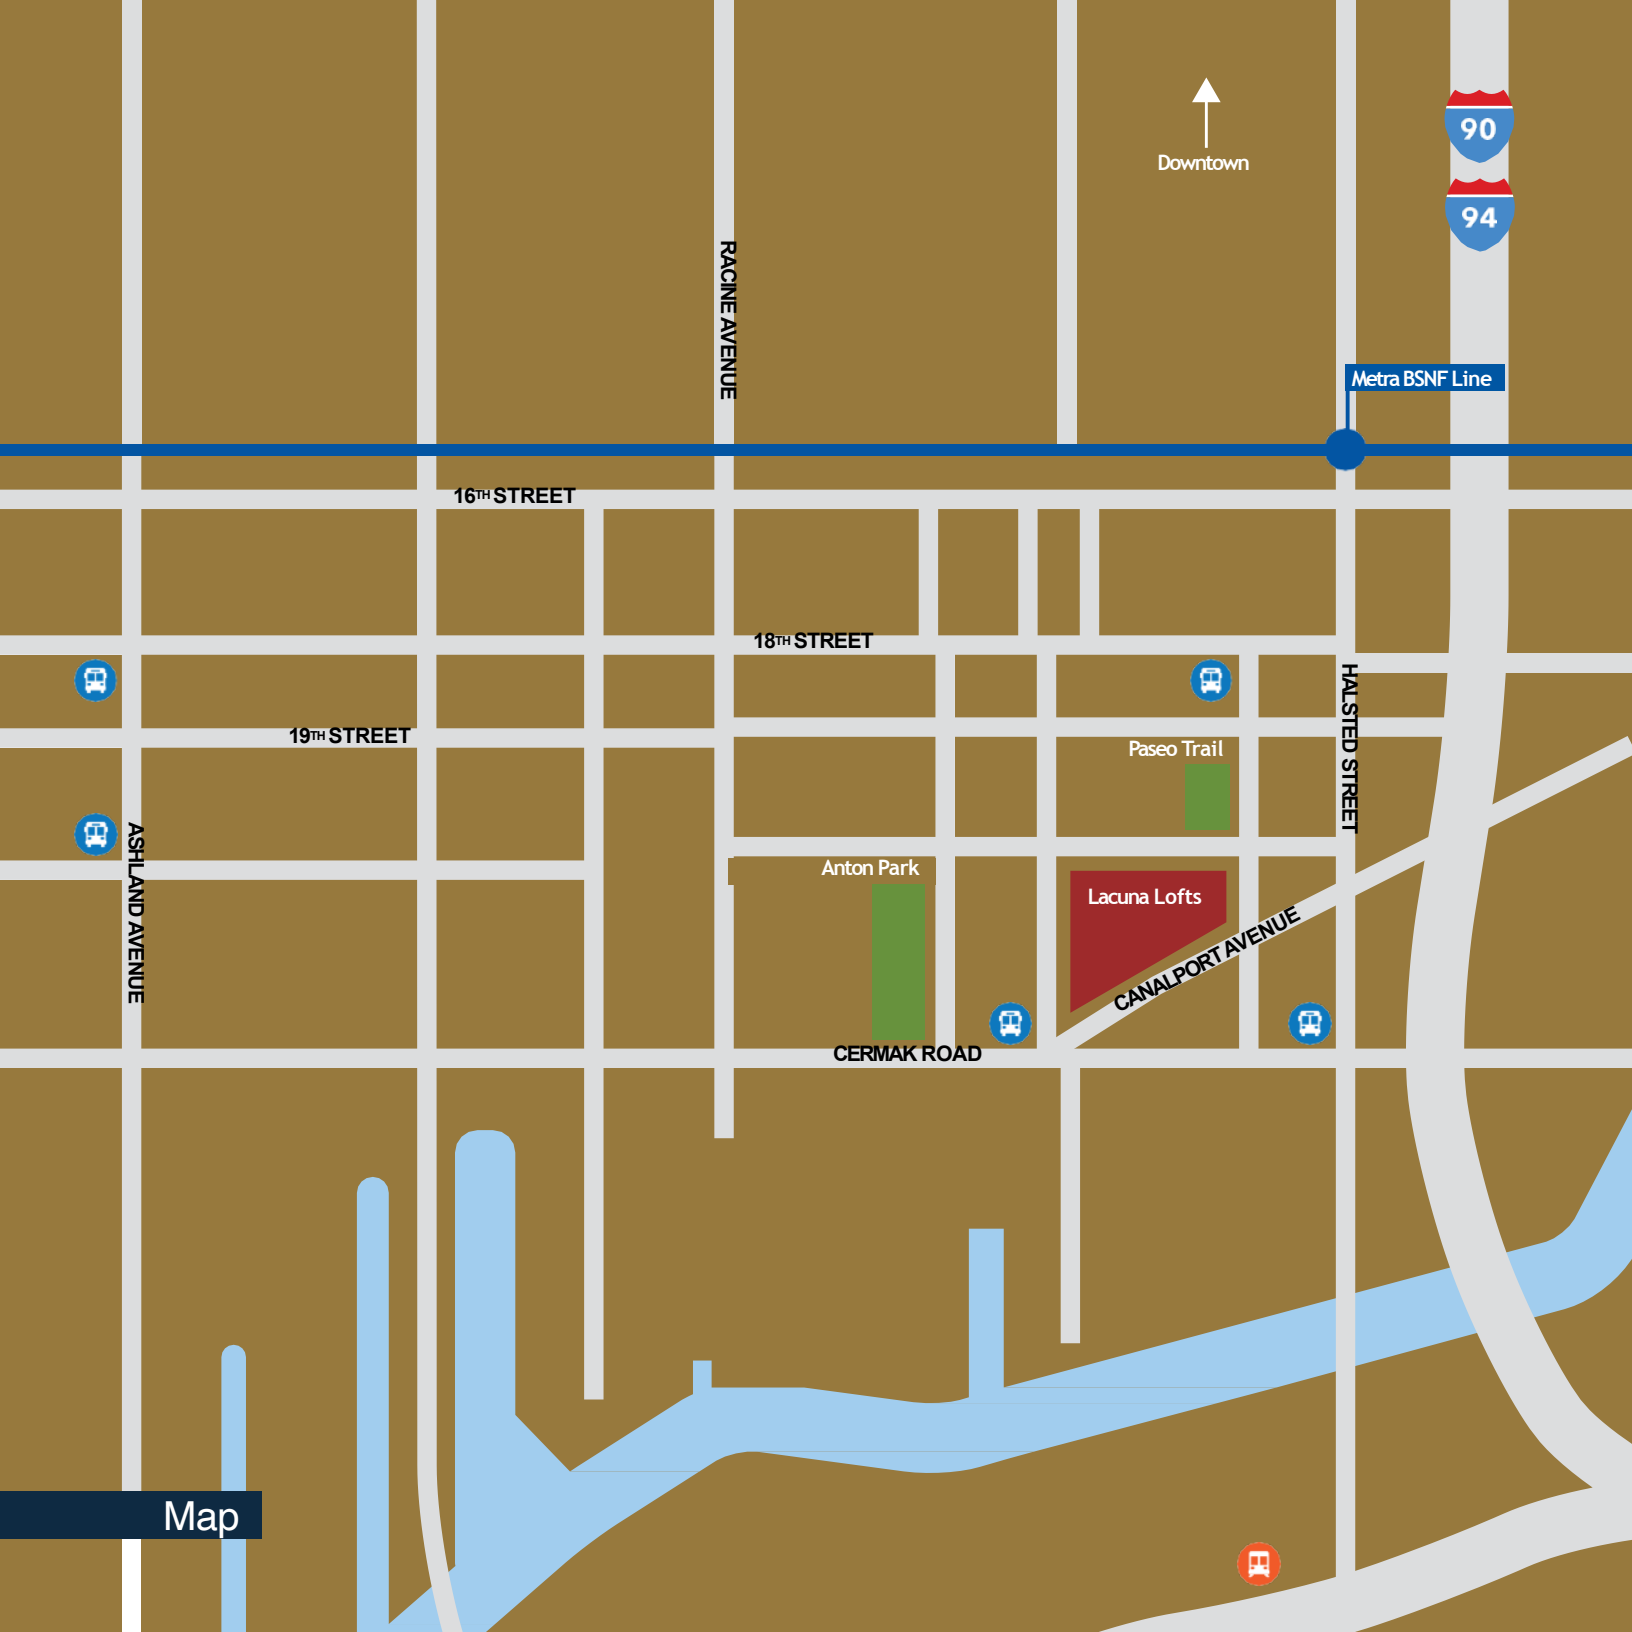 90
Downtown
94
RACINE AVENUE
Metra BSNF Line
16TH STREET
18TH STREET
HALSTED STREET
19TH STREET
Paseo Trail
ASHLAND AVENUE
Anton Park
Lacuna Lofts
CANALPORT AVENUE
CERMAK ROAD
Map